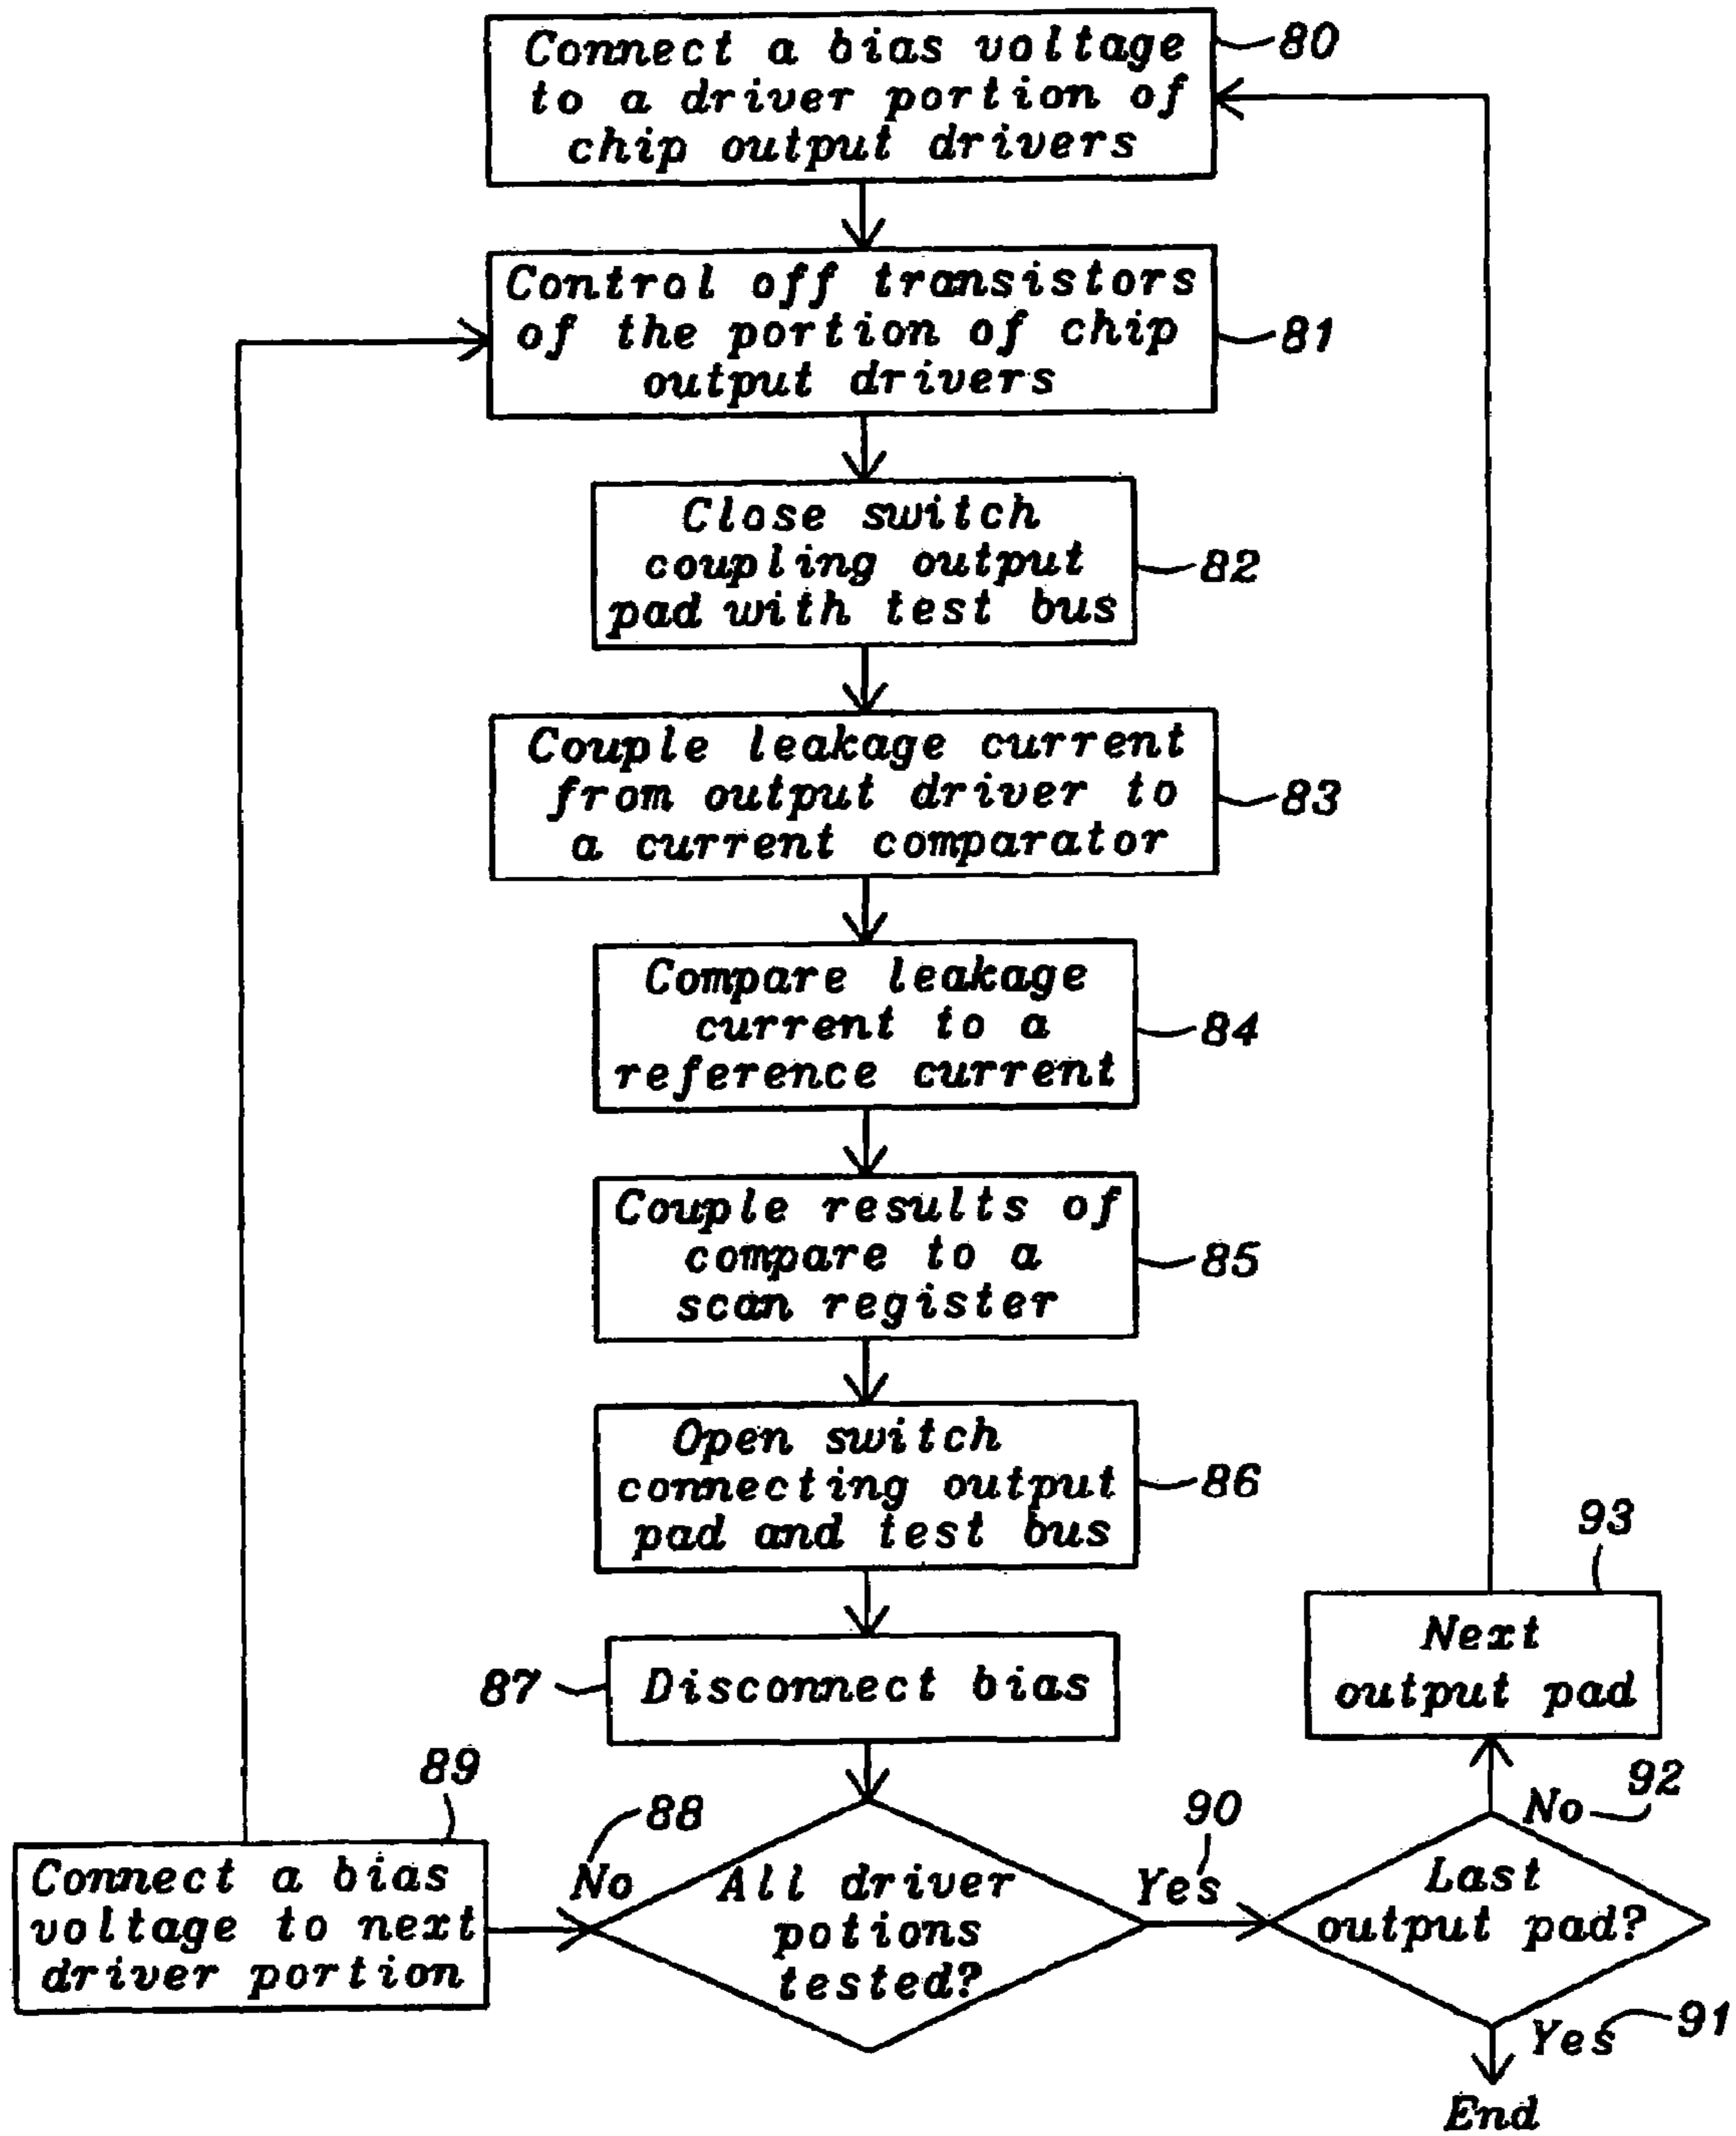 Connect a bias voltage
to a driver portion of
chip output drivers
80
Control off transistors
of the portion of chip
output drivers
81
Close switch
coupling output
pad with test bus
82
Couple leakage current
from output driver to
a current comparator
83
Compare leakage
current to a
reference current
84
Couple results of
compare to a
scan register
85
Open switch
connecting output
pad and test bus
86
Disconnect bias
87
All driver
potions
tested?
No
88
Connect a bias
voltage to next
driver portion
89
Yes
90
Last
output pad?
Yes
91
End
No
92
Next
output pad
93